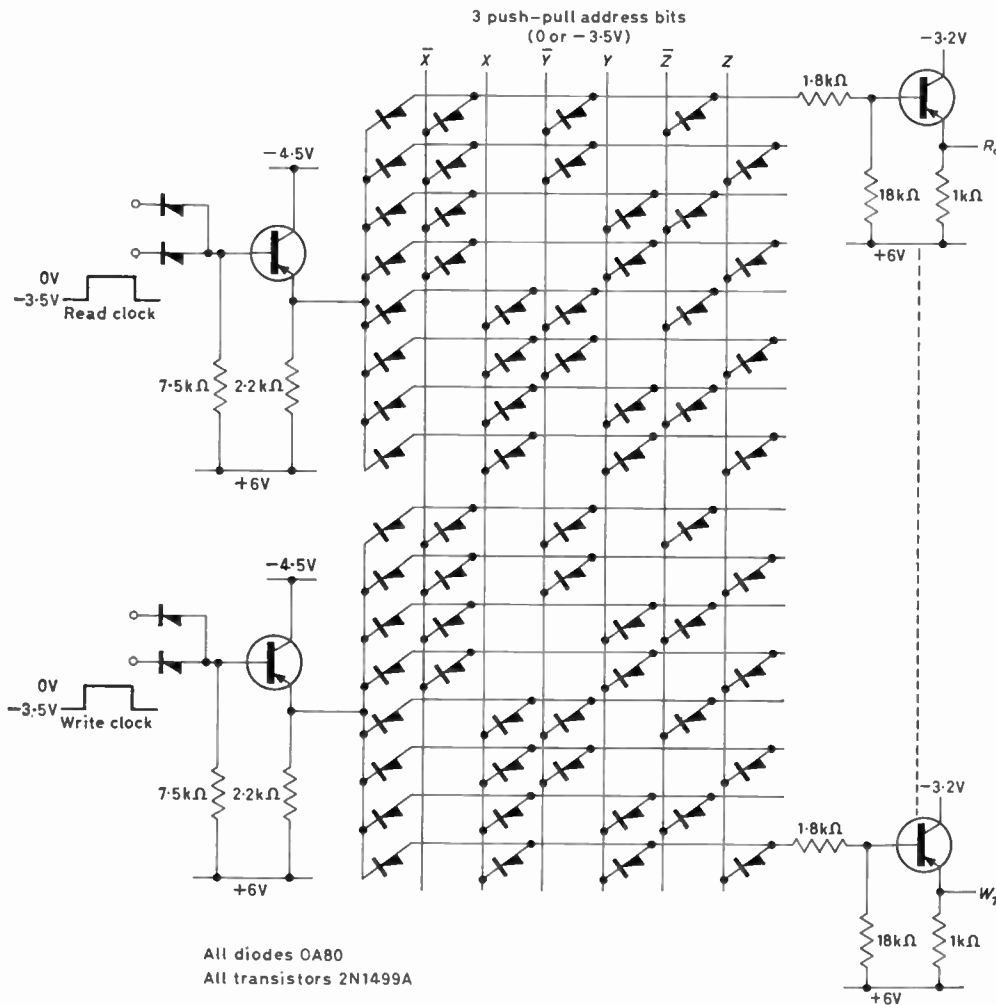 3 push-pull address bits
(0 or -3·5V)
X̅ X Y̅ Y Z̅ Z
-3·2V
1·8kΩ
-4·5V
18kΩ 1kΩ
+6V
0V
-3·5V
Read clock
7·5kΩ 2·2kΩ
+6V
-4·5V
0V
-3·5V
Write clock
-3·2V
7·5kΩ 2·2kΩ
1·8kΩ
+6V
18kΩ 1kΩ
+6V
All diodes OA80
All transistors 2N1499A